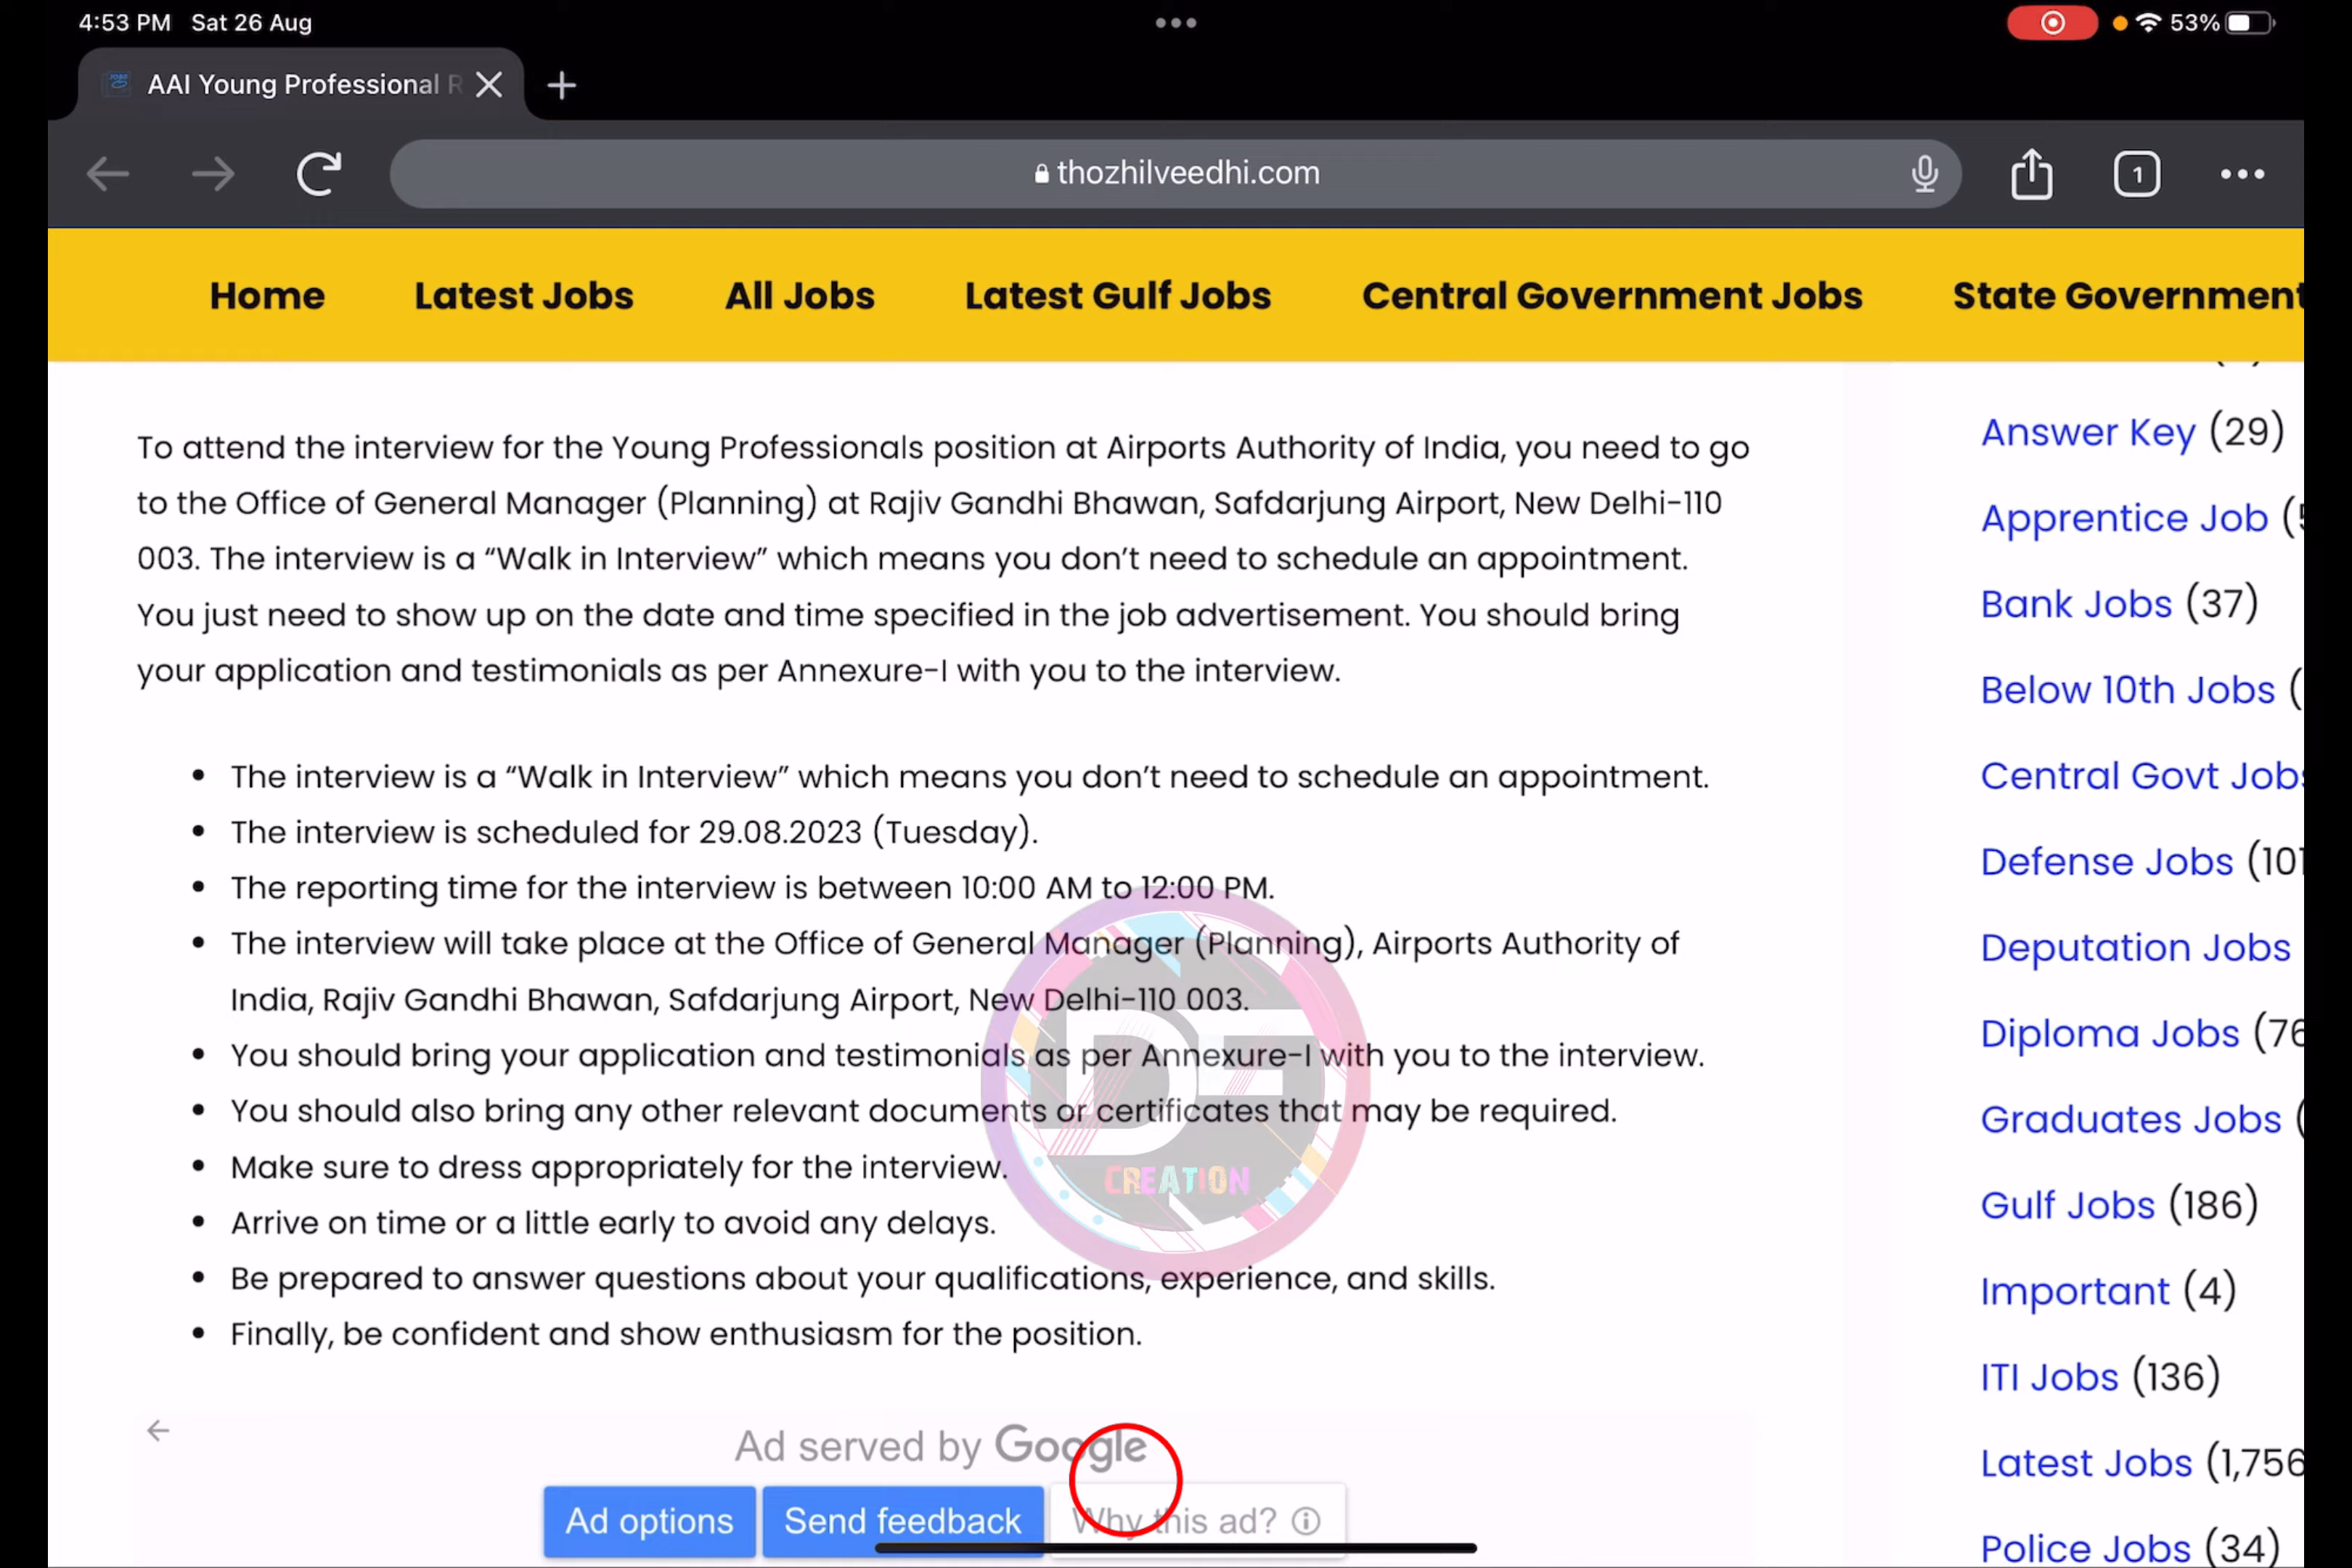 4:53 PM Sat 26 Aug
53%
AAI Young Professional R
thozhilveedhi.com
1
Home Latest Jobs All Jobs Latest Gulf Jobs Central Government Jobs State Government
To attend the interview for the Young Professionals position at Airports Authority of India, you need to go
to the Office of General Manager (Planning) at Rajiv Gandhi Bhawan, Safdarjung Airport, New Delhi-110
003. The interview is a “Walk in Interview” which means you don’t need to schedule an appointment.
You just need to show up on the date and time specified in the job advertisement. You should bring
your application and testimonials as per Annexure-I with you to the interview.
• The interview is a “Walk in Interview” which means you don’t need to schedule an appointment.
• The interview is scheduled for 29.08.2023 (Tuesday).
• The reporting time for the interview is between 10:00 AM to 12:00 PM.
• The interview will take place at the Office of General Manager (Planning), Airports Authority of
India, Rajiv Gandhi Bhawan, Safdarjung Airport, New Delhi-110 003.
• You should bring your application and testimonials as per Annexure-I with you to the interview.
• You should also bring any other relevant documents or certificates that may be required.
• Make sure to dress appropriately for the interview.
• Arrive on time or a little early to avoid any delays.
• Be prepared to answer questions about your qualifications, experience, and skills.
• Finally, be confident and show enthusiasm for the position.
DF
CREATION
Ad served by Google
Ad options Send feedback Why this ad?
Answer Key (29)
Apprentice Job (5
Bank Jobs (37)
Below 10th Jobs (
Central Govt Jobs
Defense Jobs (101
Deputation Jobs
Diploma Jobs (76
Graduates Jobs (
Gulf Jobs (186)
Important (4)
ITI Jobs (136)
Latest Jobs (1,756
Police Jobs (34)